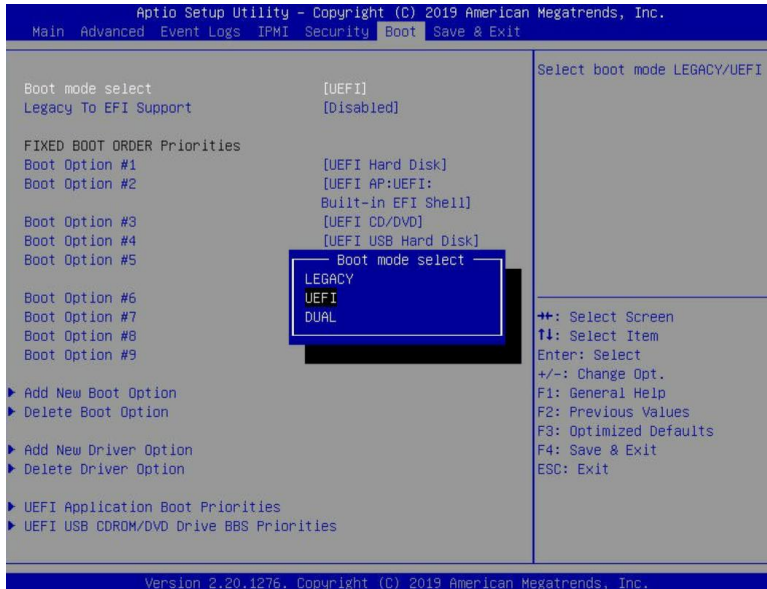 Aptio Setup Utility – Copyright (C) 2019 American Megatrends, Inc.
Main Advanced Event Logs IPMI Security Boot Save & Exit
Select boot mode LEGACY/UEFI
Boot mode select [UEFI]
Legacy To EFI Support [Disabled]
FIXED BOOT ORDER Priorities
Boot Option #1 [UEFI Hard Disk]
Boot Option #2 [UEFI AP:UEFI:
Built-in EFI Shell]
Boot Option #3 [UEFI CD/DVD]
Boot Option #4 [UEFI USB Hard Disk]
Boot Option #5
Boot Option #6
Boot Option #7
Boot Option #8
Boot Option #9
Boot mode select
LEGACY
UEFI
DUAL
Add New Boot Option
Delete Boot Option
Add New Driver Option
Delete Driver Option
UEFI Application Boot Priorities
UEFI USB CDROM/DVD Drive BBS Priorities
→←: Select Screen
↑↓: Select Item
Enter: Select
+/-: Change Opt.
F1: General Help
F2: Previous Values
F3: Optimized Defaults
F4: Save & Exit
ESC: Exit
Version 2.20.1276. Copyright (C) 2019 American Megatrends, Inc.